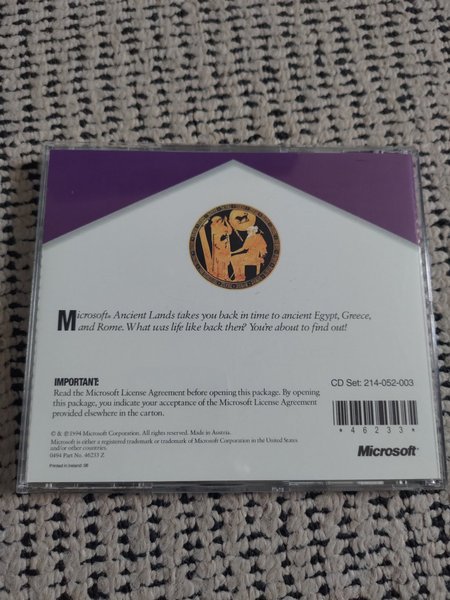 Microsoft® Ancient Lands takes you back in time to ancient Egypt, Greece,
and Rome. What was life like back then? You're about to find out!
IMPORTANT:
Read the Microsoft License Agreement before opening this package. By opening
this package, you indicate your acceptance of the Microsoft License Agreement
provided elsewhere in the carton.
CD Set: 214-052-003
*46233*
© & ℗ 1994 Microsoft Corporation. All rights reserved. Made in Austria.
Microsoft is either a registered trademark or trademark of Microsoft Corporation in the United States
and/or other countries.
0494 Part No. 46233 Z
Microsoft®
Printed in Ireland: 08